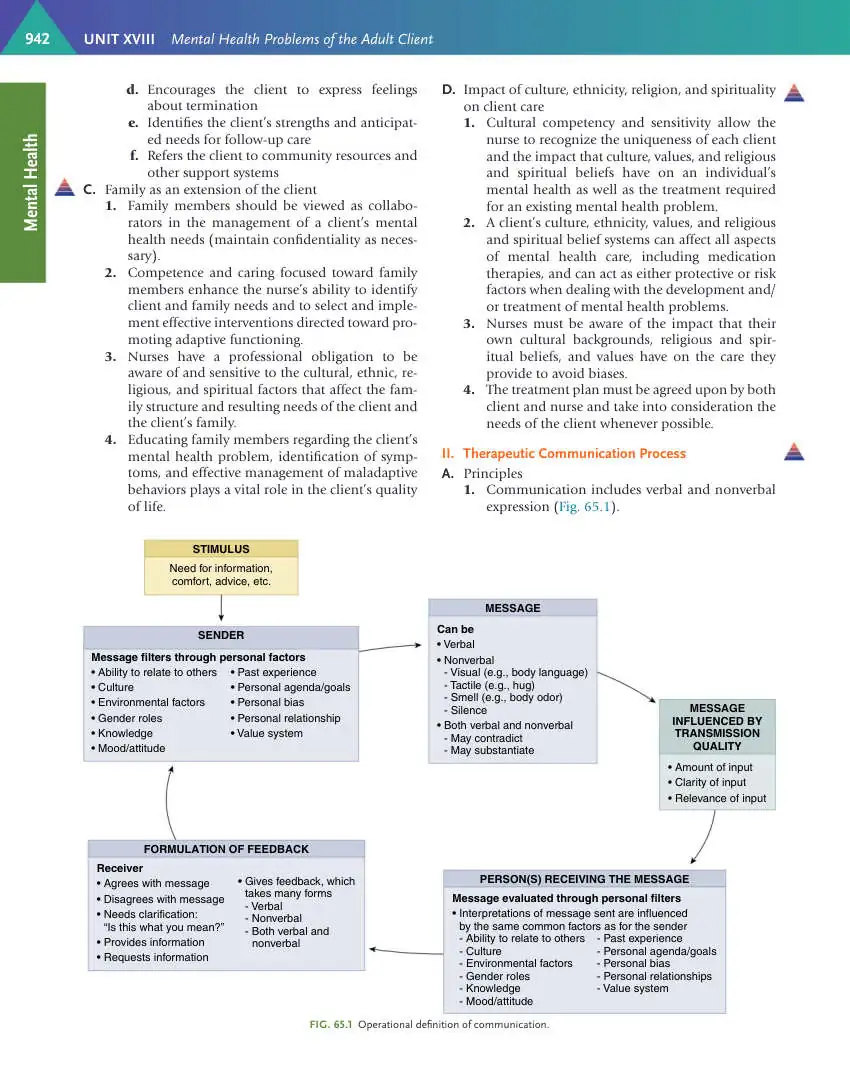 942 UNIT XVIII Mental Health Problems of the Adult Client
Mental Health
d. Encourages the client to express feelings
about termination
e. Identifies the client's strengths and anticipat-
ed needs for follow-up care
f. Refers the client to community resources and
other support systems
C. Family as an extension of the client
1. Family members should be viewed as collabo-
rators in the management of a client's mental
health needs (maintain confidentiality as neces-
sary).
2. Competence and caring focused toward family
members enhance the nurse's ability to identify
client and family needs and to select and imple-
ment effective interventions directed toward pro-
moting adaptive functioning.
3. Nurses have a professional obligation to be
aware of and sensitive to the cultural, ethnic, re-
ligious, and spiritual factors that affect the fam-
ily structure and resulting needs of the client and
the client's family.
4. Educating family members regarding the client's
mental health problem, identification of symp-
toms, and effective management of maladaptive
behaviors plays a vital role in the client's quality
of life.
D. Impact of culture, ethnicity, religion, and spirituality
on client care
1. Cultural competency and sensitivity allow the
nurse to recognize the uniqueness of each client
and the impact that culture, values, and religious
and spiritual beliefs have on an individual's
mental health as well as the treatment required
for an existing mental health problem.
2. A client's culture, ethnicity, values, and religious
and spiritual belief systems can affect all aspects
of mental health care, including medication
therapies, and can act as either protective or risk
factors when dealing with the development and/
or treatment of mental health problems.
3. Nurses must be aware of the impact that their
own cultural backgrounds, religious and spir-
itual beliefs, and values have on the care they
provide to avoid biases.
4. The treatment plan must be agreed upon by both
client and nurse and take into consideration the
needs of the client whenever possible.
II. Therapeutic Communication Process
A. Principles
1. Communication includes verbal and nonverbal
expression (Fig. 65.1).
STIMULUS
Need for information,
comfort, advice, etc.
SENDER
Message filters through personal factors
• Ability to relate to others
• Culture
• Environmental factors
• Gender roles
• Knowledge
• Mood/attitude
• Past experience
• Personal agenda/goals
• Personal bias
• Personal relationship
• Value system
MESSAGE
Can be
• Verbal
• Nonverbal
- Visual (e.g., body language)
- Tactile (e.g., hug)
- Smell (e.g., body odor)
- Silence
• Both verbal and nonverbal
- May contradict
- May substantiate
MESSAGE
INFLUENCED BY
TRANSMISSION
QUALITY
• Amount of input
• Clarity of input
• Relevance of input
PERSON(S) RECEIVING THE MESSAGE
Message evaluated through personal filters
• Interpretations of message sent are influenced
by the same common factors as for the sender
- Ability to relate to others
- Culture
- Environmental factors
- Gender roles
- Knowledge
- Mood/attitude
- Past experience
- Personal agenda/goals
- Personal bias
- Personal relationships
- Value system
FORMULATION OF FEEDBACK
Receiver
• Agrees with message
• Disagrees with message
• Needs clarification:
"Is this what you mean?"
• Provides information
• Requests information
• Gives feedback, which
takes many forms
- Verbal
- Nonverbal
- Both verbal and
nonverbal
FIG. 65.1 Operational definition of communication.